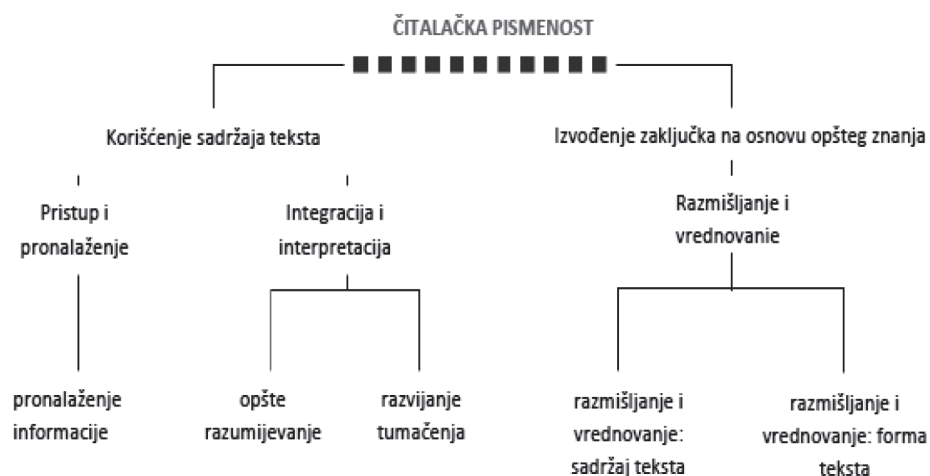 ČITALAČKA PISMENOST
Korišćenje sadržaja teksta
Izvođenje zaključka na osnovu opšteg znanja
Pristup i
pronalaženje
Integracija i
interpretacija
Razmišljanje i
vrednovanie
pronalaženje
informacije
opšte
razumijevanje
razvijanje
tumačenja
razmišljanje i
vrednovanje:
sadržaj teksta
razmišljanje i
vrednovanje: forma
teksta